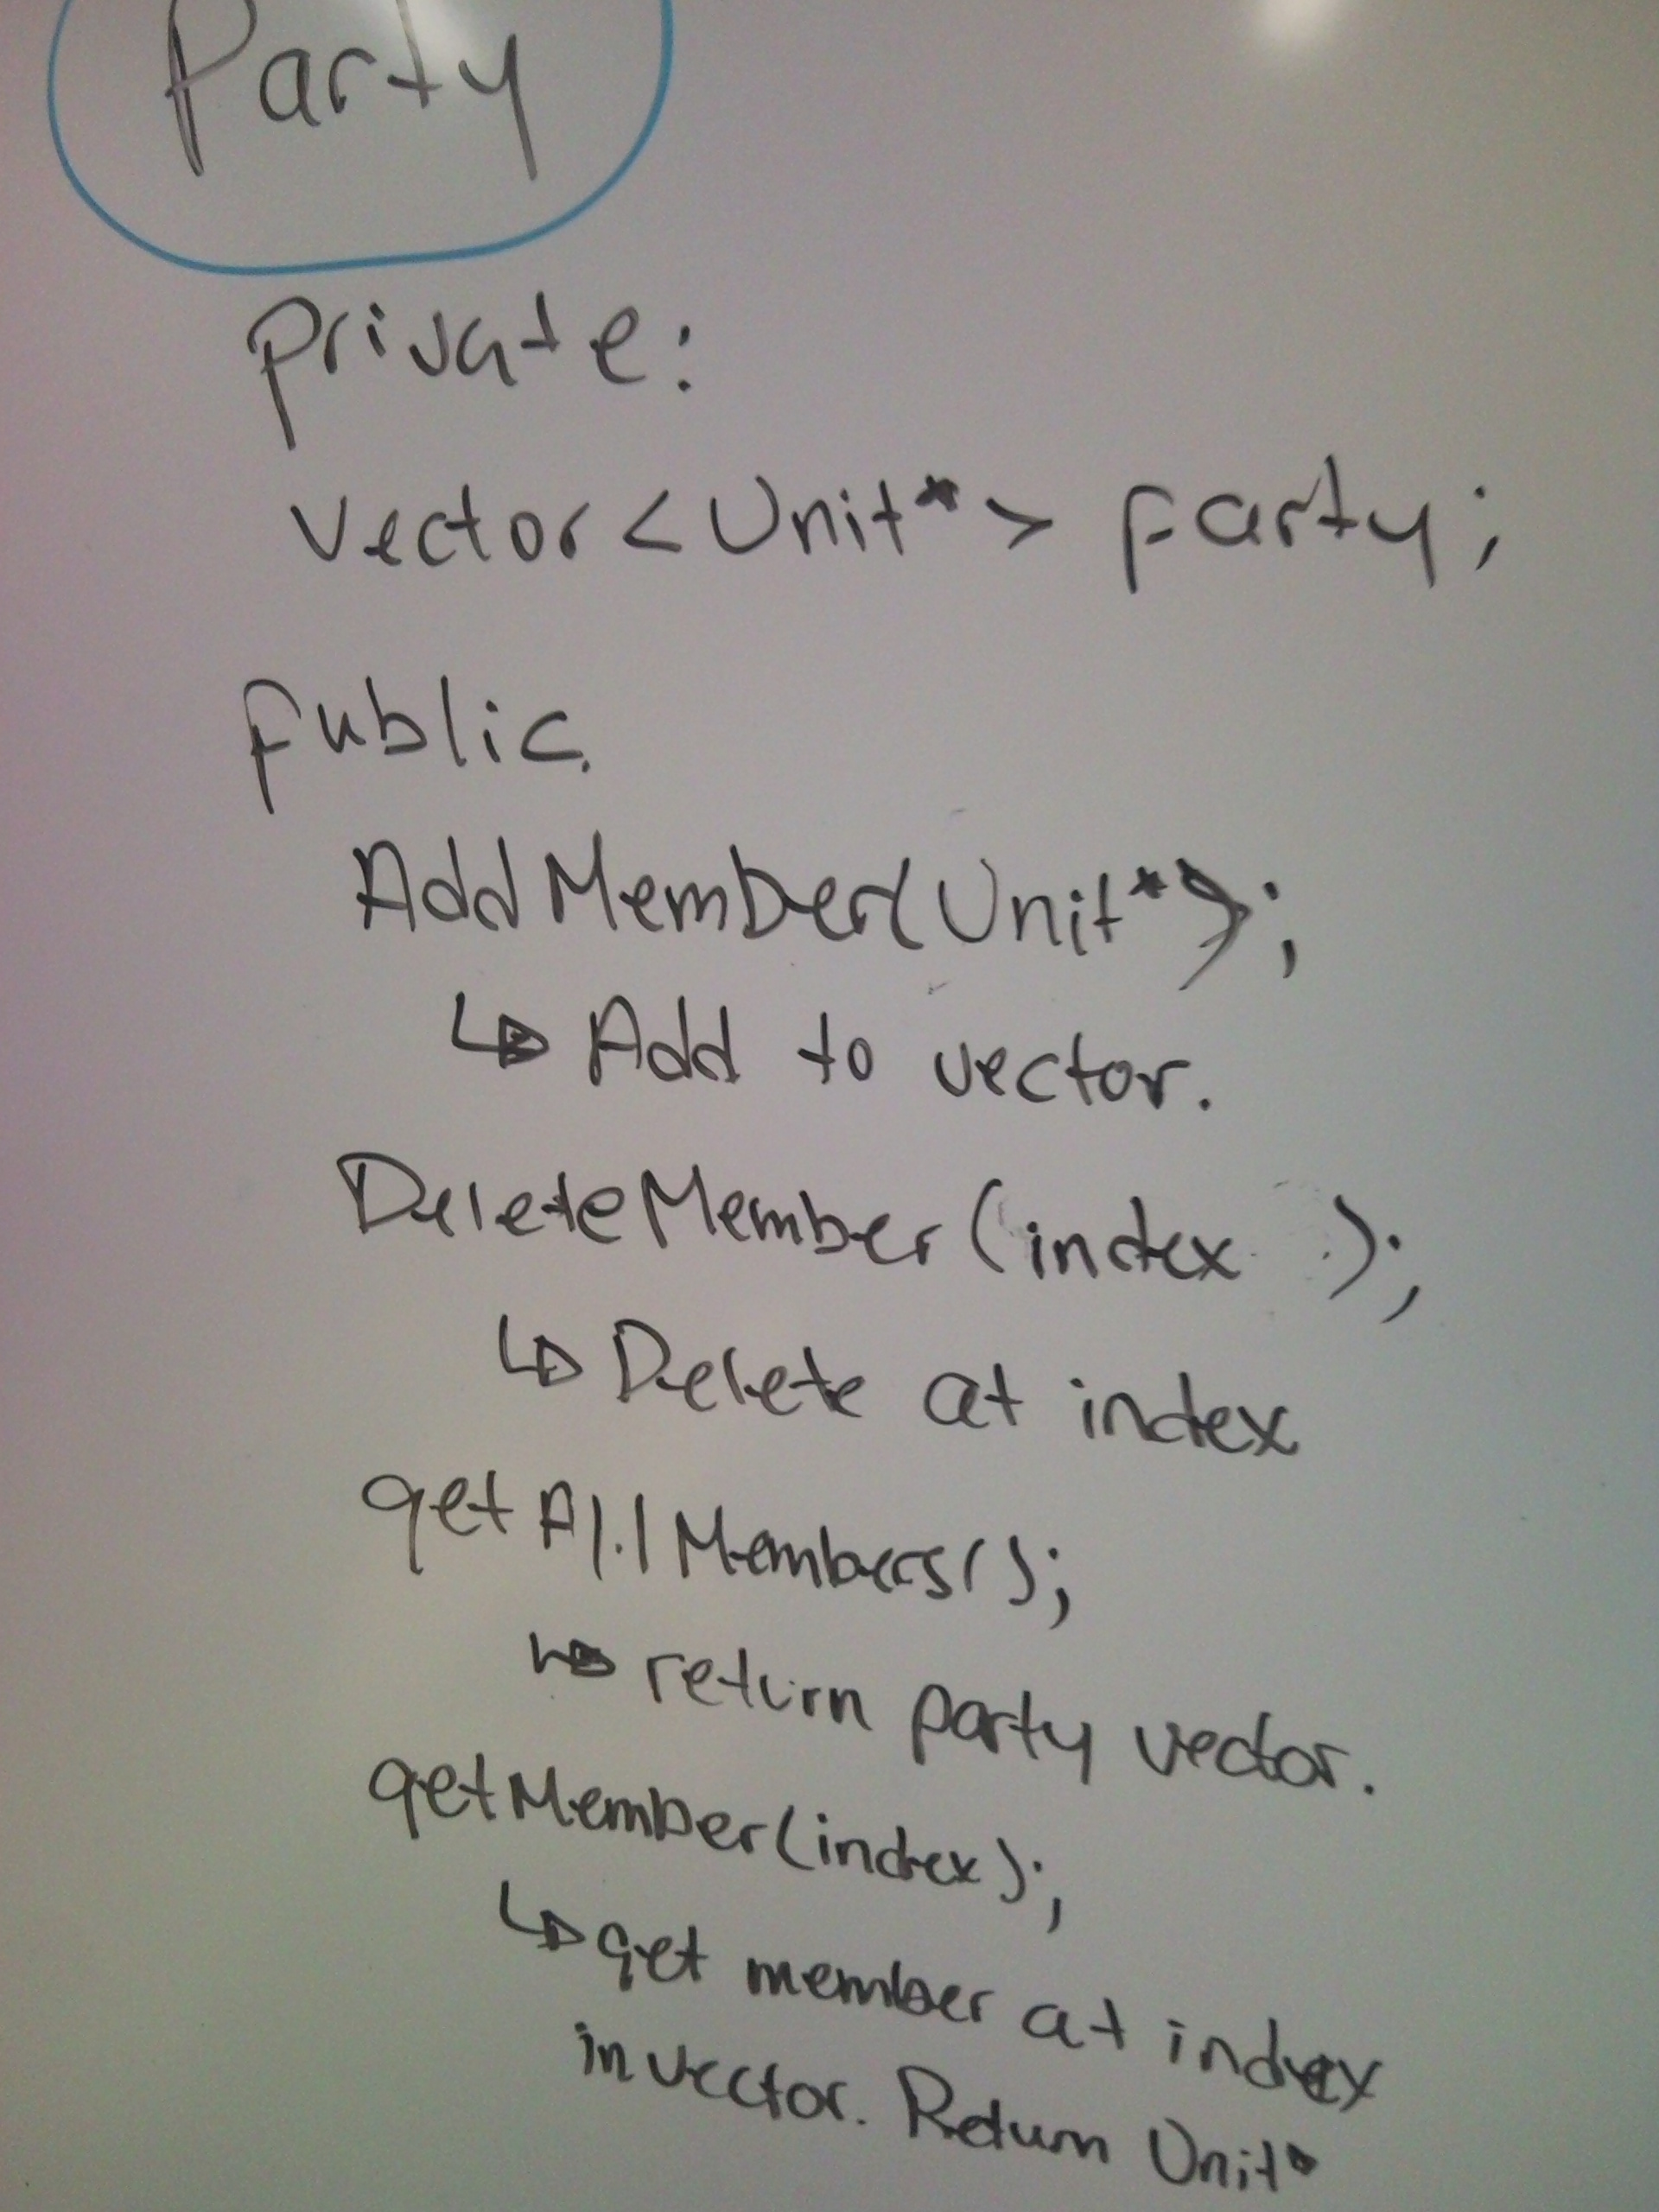 Party
private:
vector<Unit*> party;
public.
AddMember(Unit*);
↳ Add to vector.
DeleteMember(index );
↳ Delete at index
getAllMembers();
↳ return party vector.
getMember(index);
↳ get member at index
in vector. Return Unit*